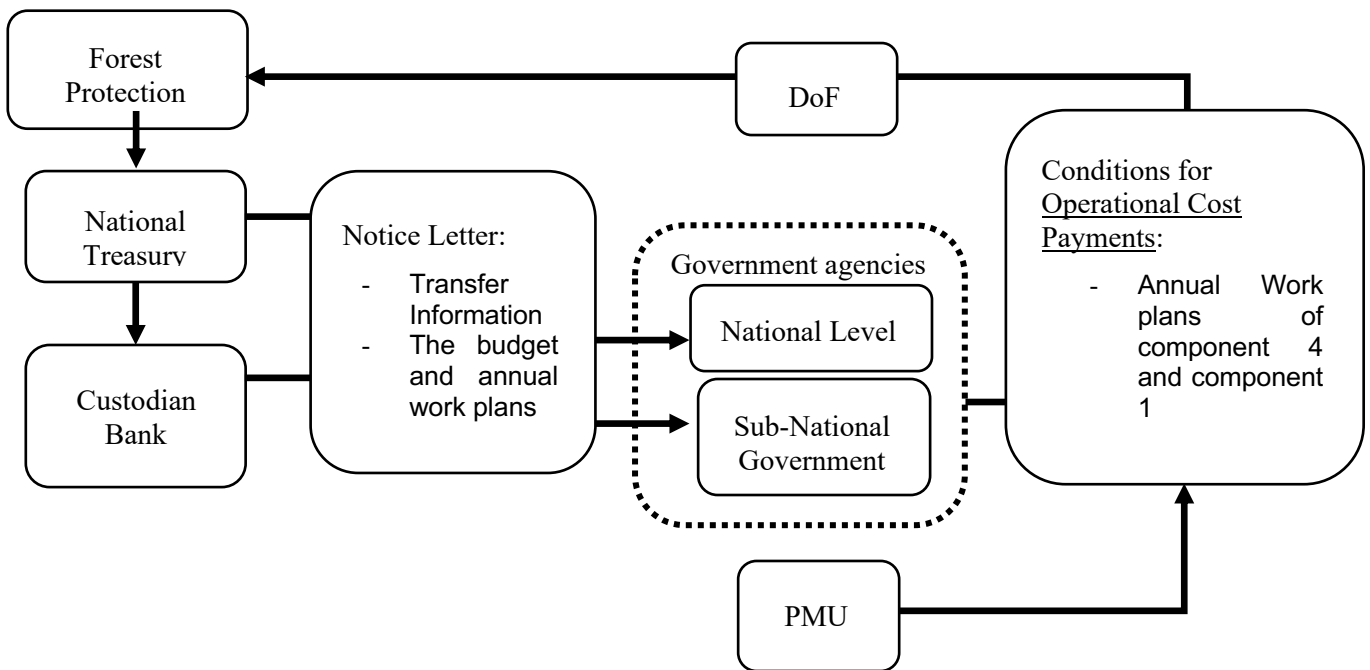 Forest
Protection
DoF
National
Treasury
Custodian
Bank
Notice Letter:
- Transfer
Information
- The budget
and annual
work plans
Government agencies
National Level
Sub-National
Government
Conditions for
Operational Cost
Payments:
- Annual Work
plans of
component 4
and component
1
PMU